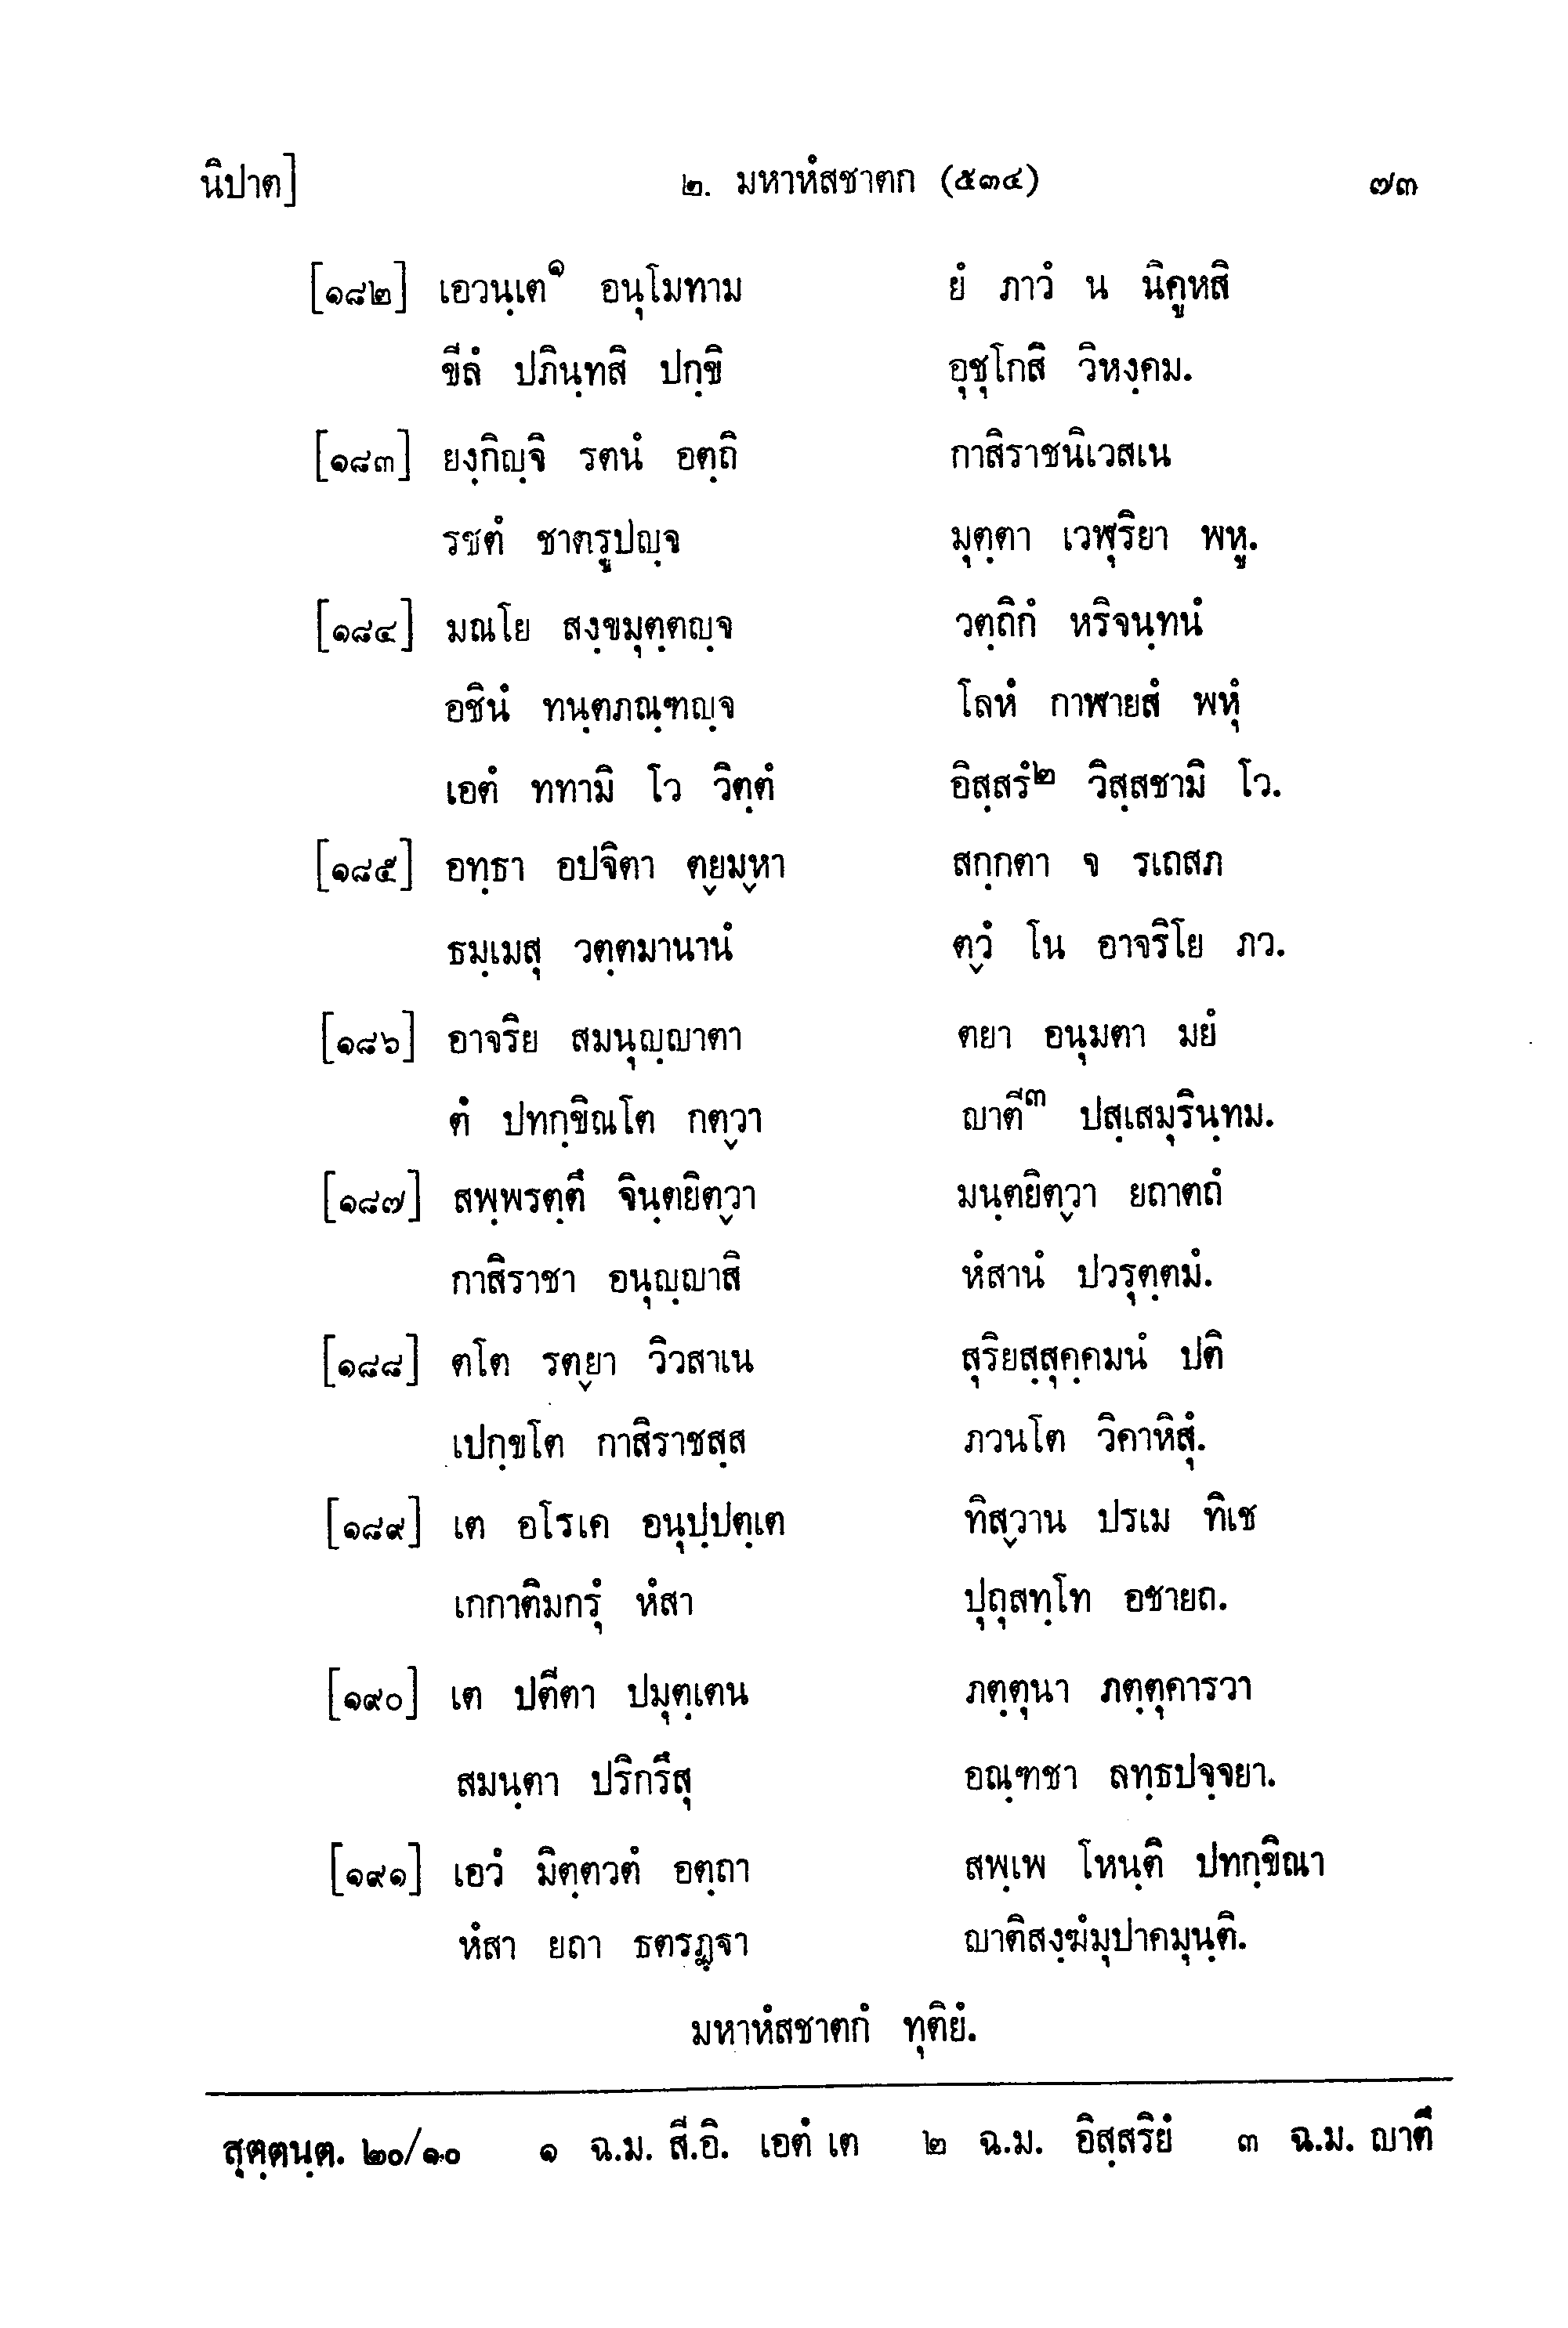 นิปาต] ๒. มหาหํสชาตก (๕๓๔) ๗๓
[๑๘๒] เอวนฺเต๑ อนุโมทาม ยํ ภาวํ น นิคูหสิ
ขีลํ ปภินฺทสิ ปกฺขิ อุชุโกสิ วิหงฺคม.
[๑๘๓] ยงฺกิญฺจิ รตนํ อตฺถิ กาสิราชนิเวสเน
รชตํ ชาตรูปญฺจ มุตฺตา เวฬุริยา พหู.
[๑๘๔] มณโย สงฺขมุตฺตญฺจ วตฺถิกํ หริจนฺทนํ
อชินํ ทนฺตภณฺฑญฺจ โลหํ กาฬายสํ พหุํ
เอตํ ททามิ โว วิตฺตํ อิสฺสรํ๒ วิสฺสชามิ โว.
[๑๘๕] อทฺธา อปจิตา ตฺยมฺหา สกฺกตา จ รเถสภ
ธมฺเมสุ วตฺตมานานํ ตฺวํ โน อาจริโย ภว.
[๑๘๖] อาจริย สมนุญฺญาตา ตยา อนุมตา มยํ
ตํ ปทกฺขิณโต กตฺวา ญาตี๓ ปสฺเสมุรินฺทม.
[๑๘๗] สพฺพรตฺตึ จินฺตยิตฺวา มนฺตยิตฺวา ยถาตถํ
กาสิราชา อนุญฺญาสิ หํสานํ ปวรุตฺตมํ.
[๑๘๘] ตโต รตฺยา วิวสาเน สุริยสฺสุคฺคมนํ ปติ
เปกฺขโต กาสิราชสฺส ภวนโต วิคาหิสุํ.
[๑๘๙] เต อโรเค อนุปฺปตฺเต ทิสฺวาน ปรเม ทิเช
เกกาติมกรุํ หํสา ปุถุสทฺโท อชายถ.
[๑๙๐] เต ปตีตา ปมุตฺเตน ภตฺตุนา ภตฺตุคารวา
สมนฺตา ปริกรึสุ อณฺฑชา ลทฺธปจฺจยา.
[๑๙๑] เอวํ มิตฺตวตํ อตฺถา สพฺเพ โหนฺติ ปทกฺขิณา
หํสา ยถา ธตรฏฺฐา ญาติสงฺฆํมุปาคมุนฺติ.
มหาหํสชาตกํ ทุติยํ.
สุตฺตนฺต. ๒๐/๑๐ ๑ ฉ.ม. สี.อิ. เอตํ เต ๒ ฉ.ม. อิสฺสริยํ ๓ ฉ.ม. ญาตึ